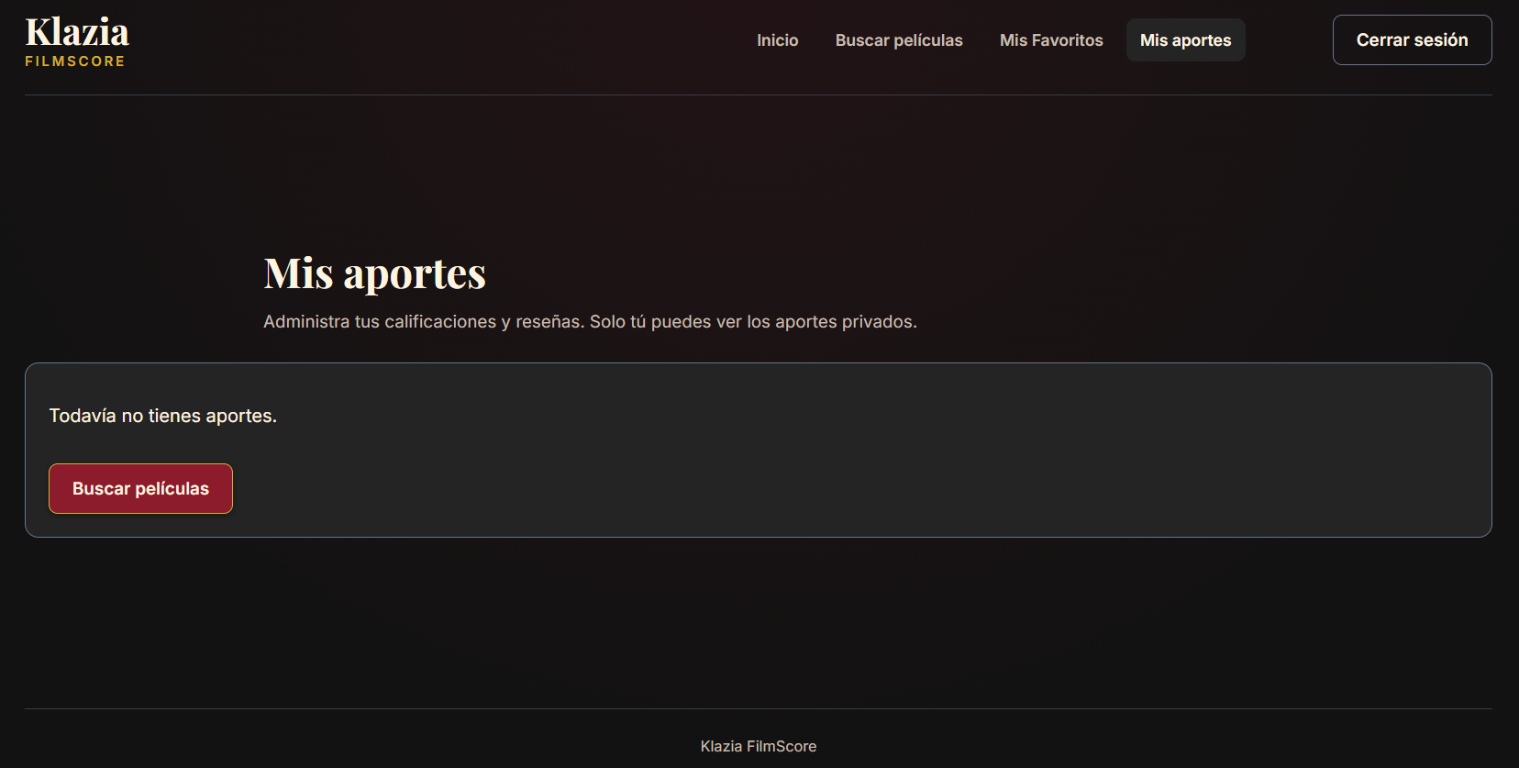 Klazia
FILMSCORE
Inicio
Buscar películas
Mis Favoritos
Mis aportes
Cerrar sesión
Mis aportes
Administra tus calificaciones y reseñas. Solo tú puedes ver los aportes privados.
Todavía no tienes aportes.
Buscar películas
Klazia FilmScore